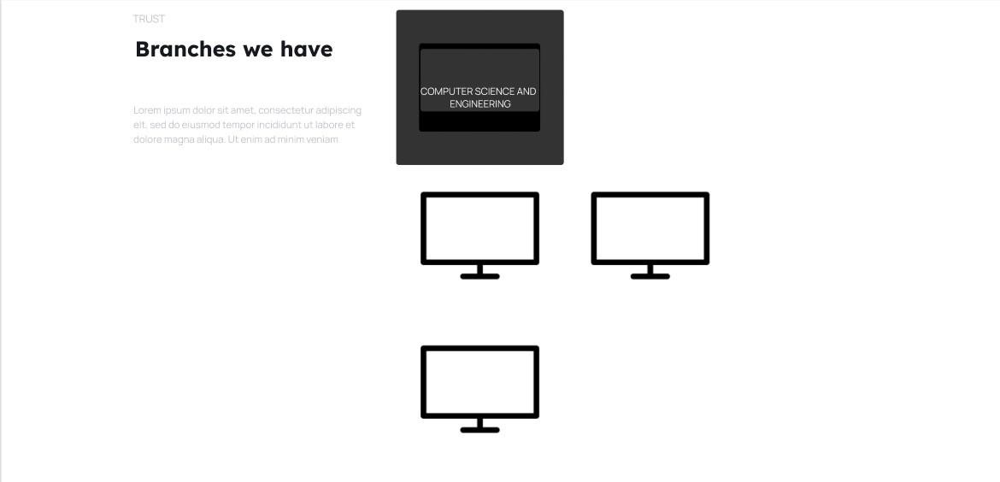 TRUST
Branches we have
Lorem ipsum dolor sit amet, consectetur adipiscing
elt. sed do eiusmod tempor incididunt ut labore et
dolore magna aliqua. Ut enim ad minim veniam
COMPUTER SCIENCE AND
ENGINEERING